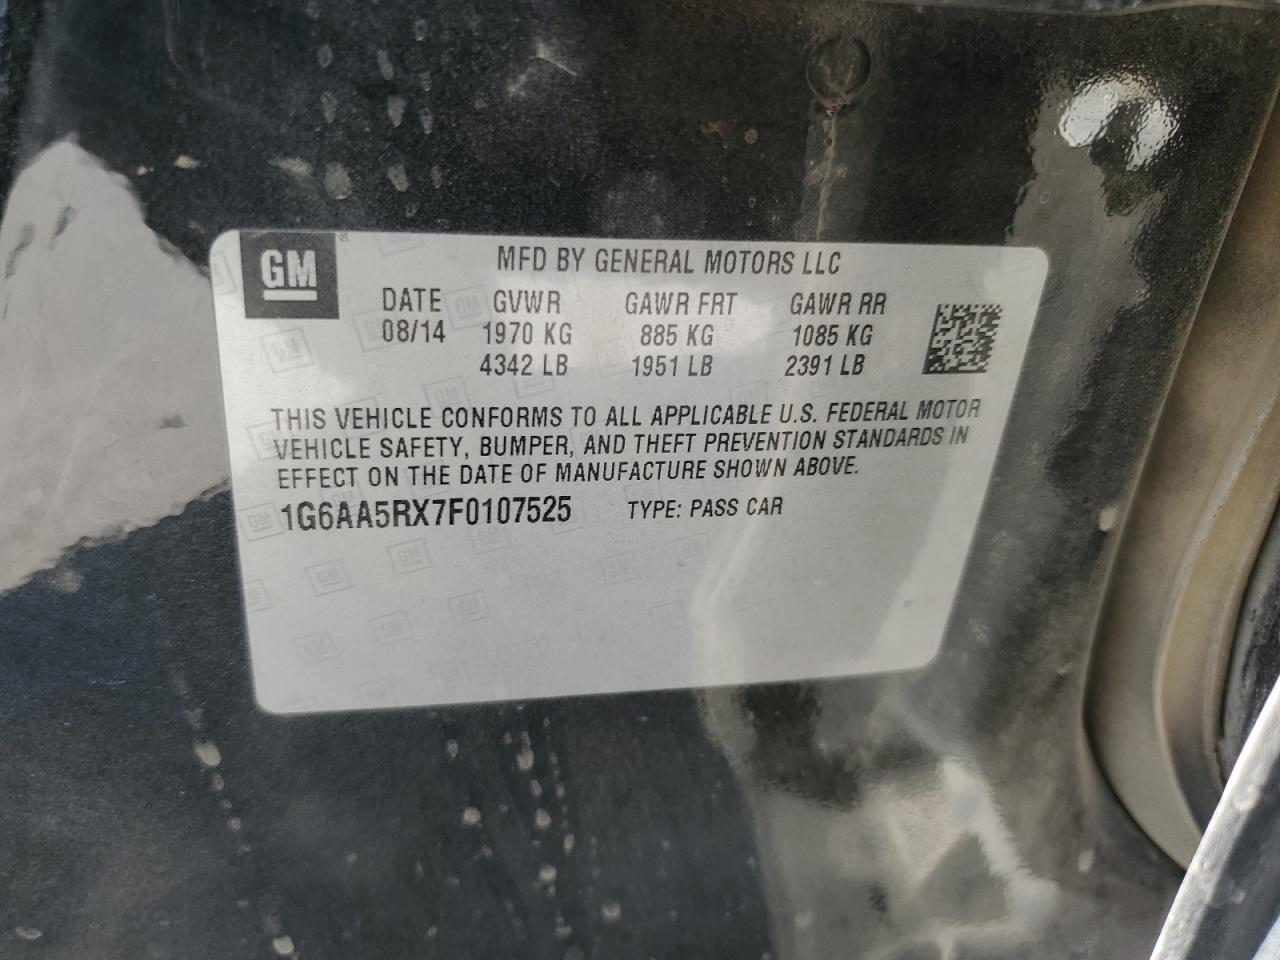 GM
MFD BY GENERAL MOTORS LLC
DATE GVWR GAWR FRT GAWR RR
08/14 1970 KG 885 KG 1085 KG
4342 LB 1951 LB 2391 LB
THIS VEHICLE CONFORMS TO ALL APPLICABLE U.S. FEDERAL MOTOR
VEHICLE SAFETY, BUMPER, AND THEFT PREVENTION STANDARDS IN
EFFECT ON THE DATE OF MANUFACTURE SHOWN ABOVE.
1G6AA5RX7F0107525 TYPE: PASS CAR